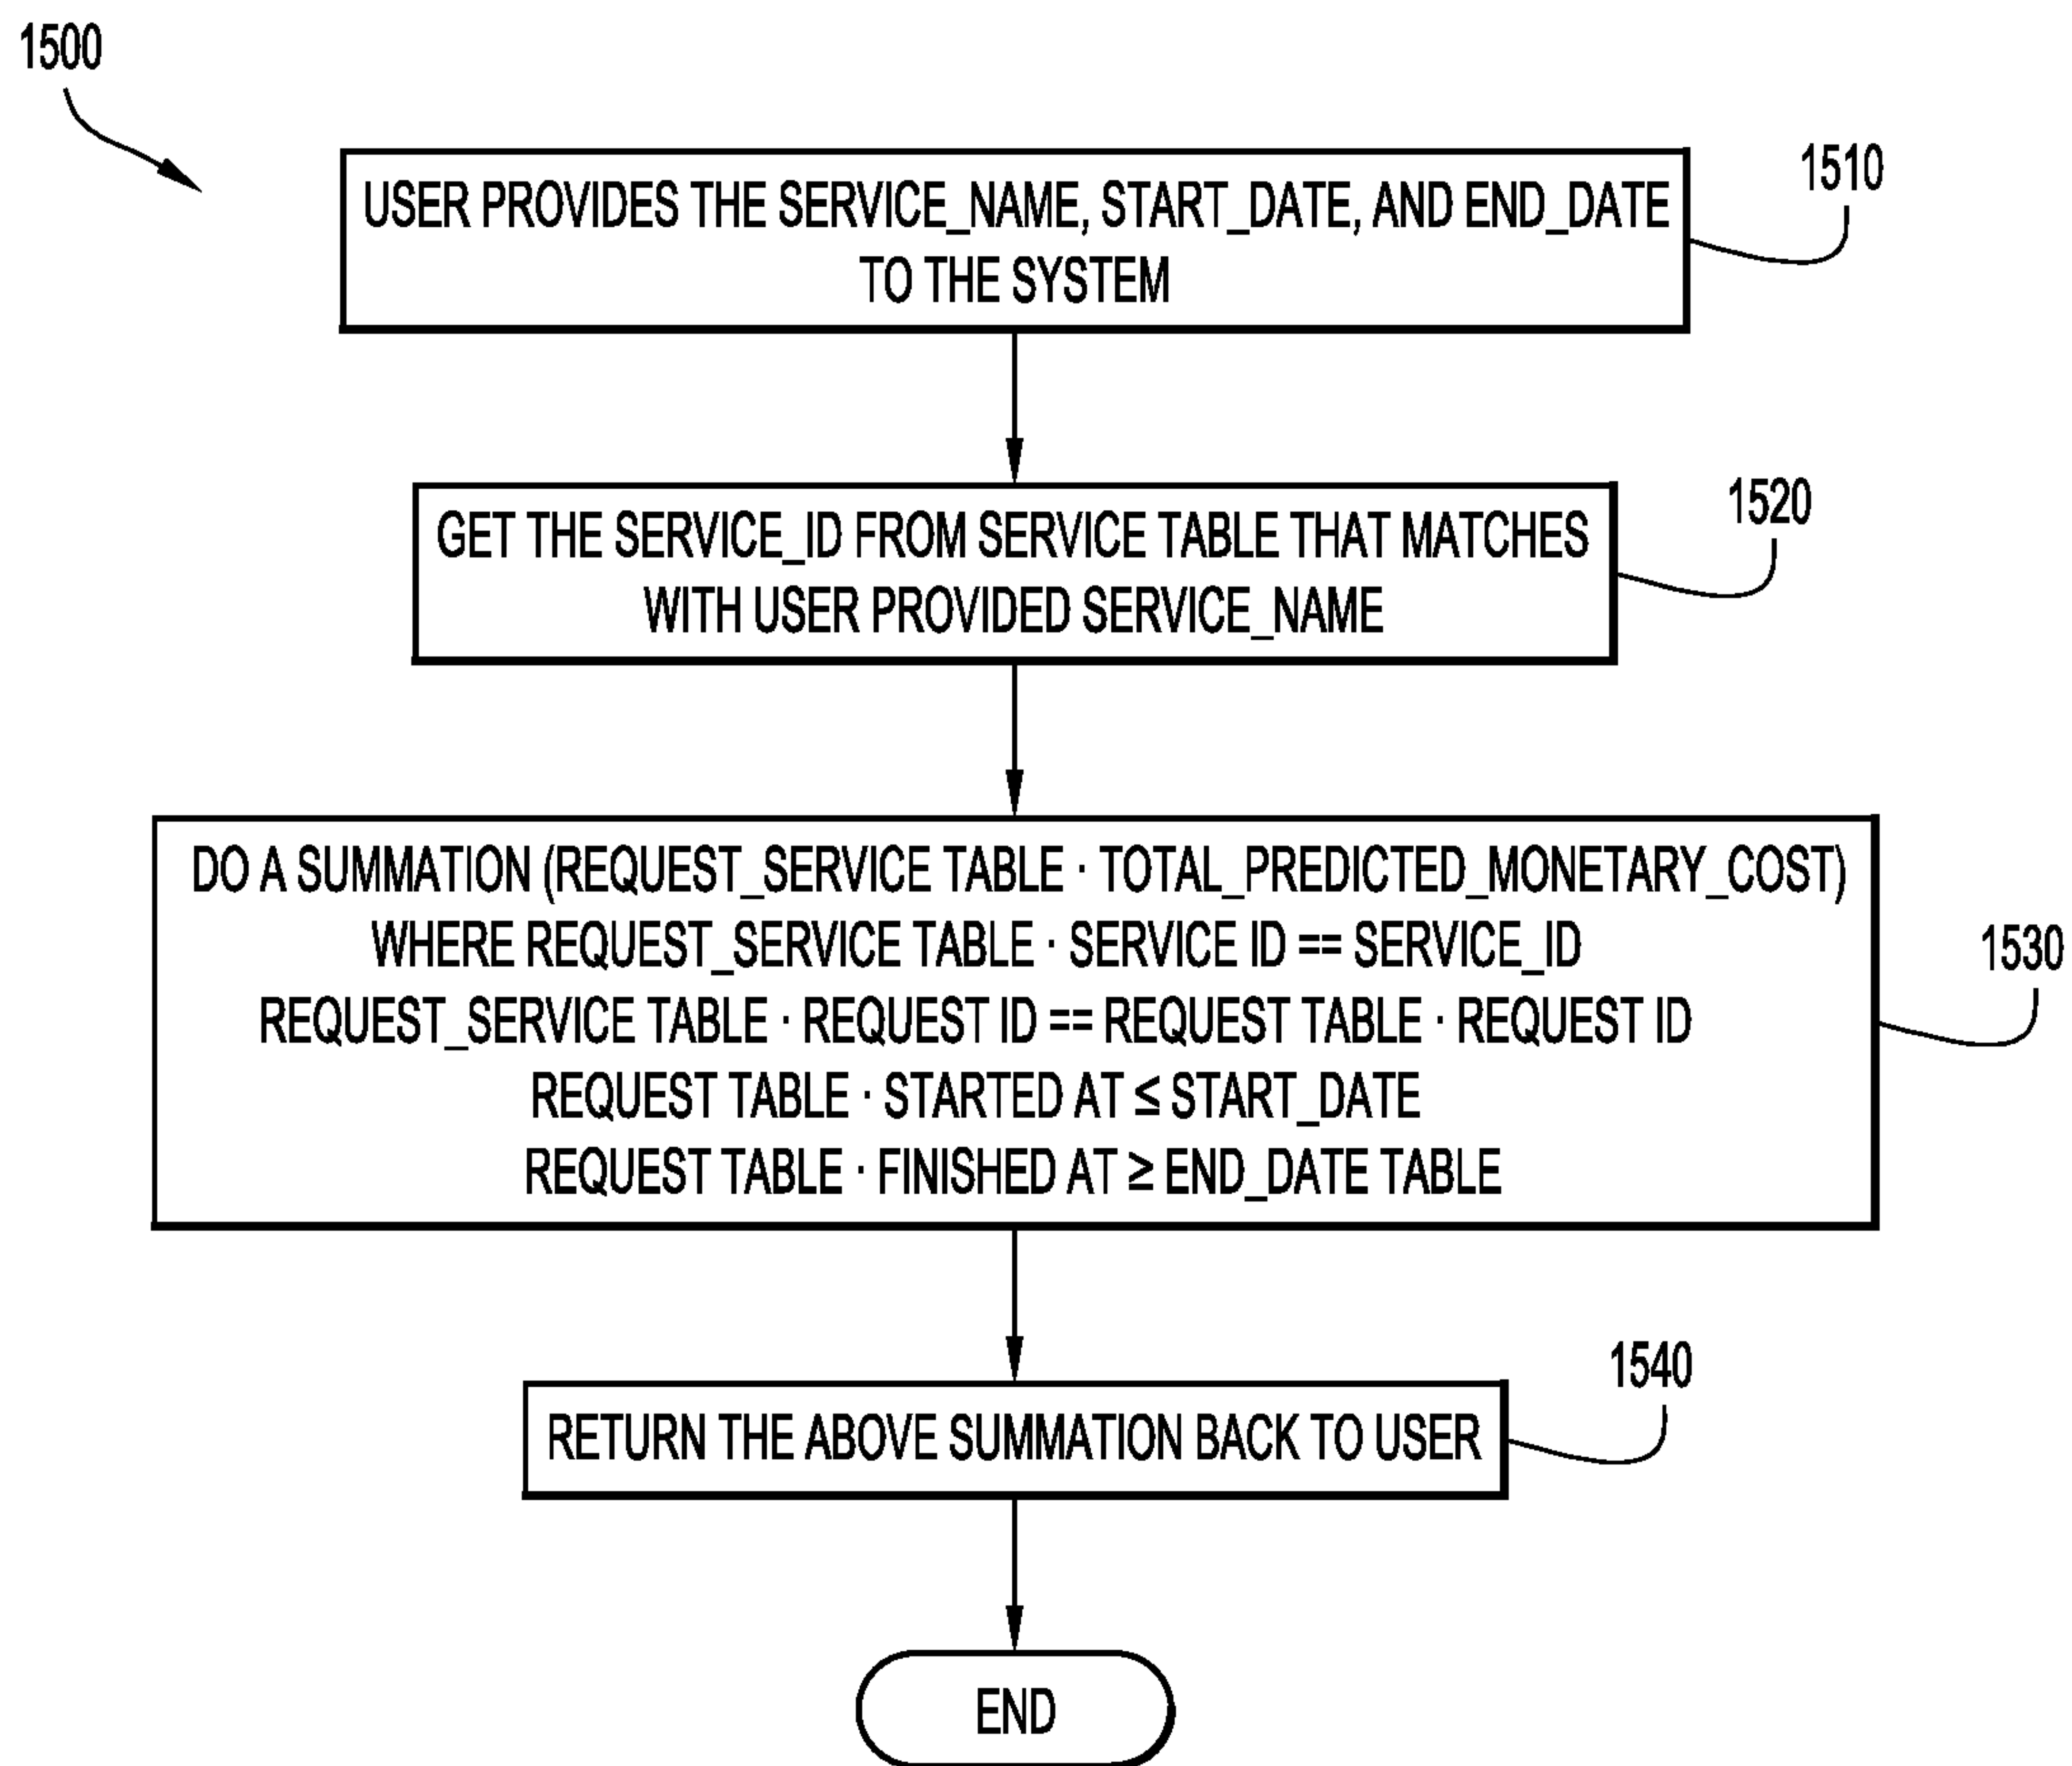 1500
1510
USER PROVIDES THE SERVICE_NAME, START_DATE, AND END_DATE
TO THE SYSTEM
1520
GET THE SERVICE_ID FROM SERVICE TABLE THAT MATCHES
WITH USER PROVIDED SERVICE_NAME
DO A SUMMATION (REQUEST_SERVICE TABLE · TOTAL_PREDICTED_MONETARY_COST)
WHERE REQUEST_SERVICE TABLE · SERVICE ID == SERVICE_ID
1530
REQUEST_SERVICE TABLE · REQUEST ID == REQUEST TABLE · REQUEST ID
REQUEST TABLE · STARTED AT ≤ START_DATE
REQUEST TABLE · FINISHED AT ≥ END_DATE TABLE
1540
RETURN THE ABOVE SUMMATION BACK TO USER
END